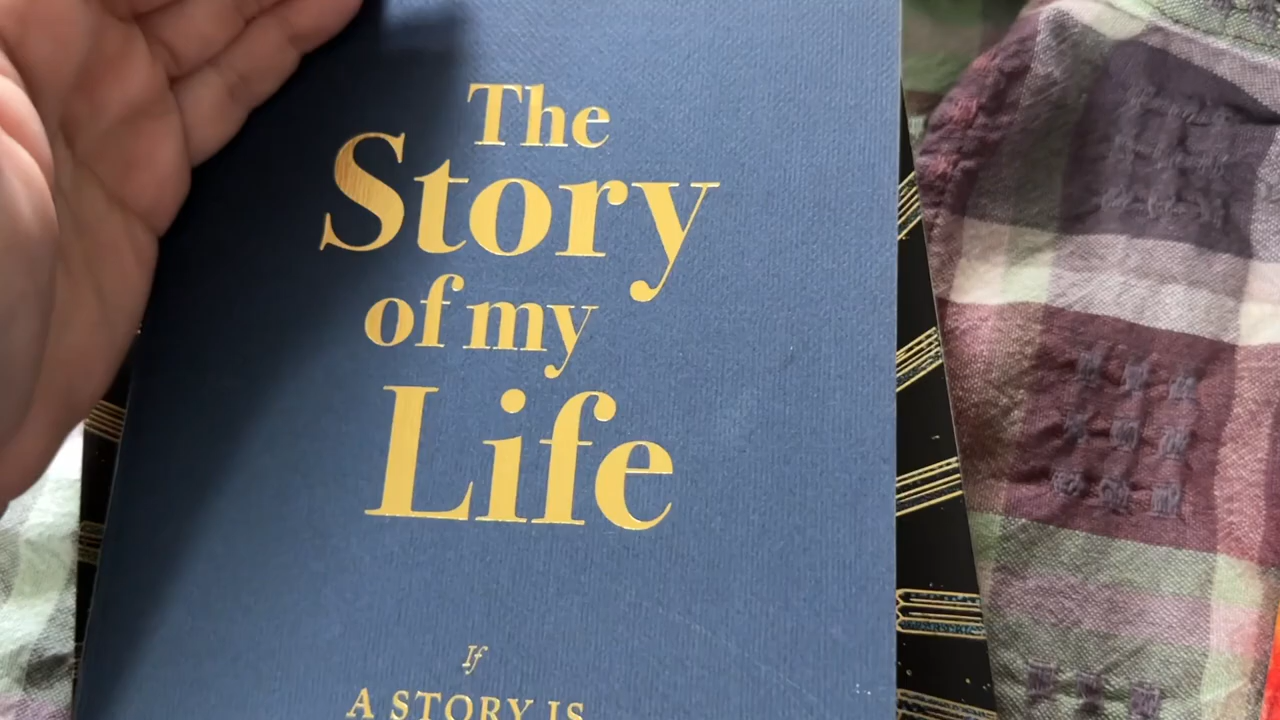 The
Story
of my
Life
If
A STORY IS